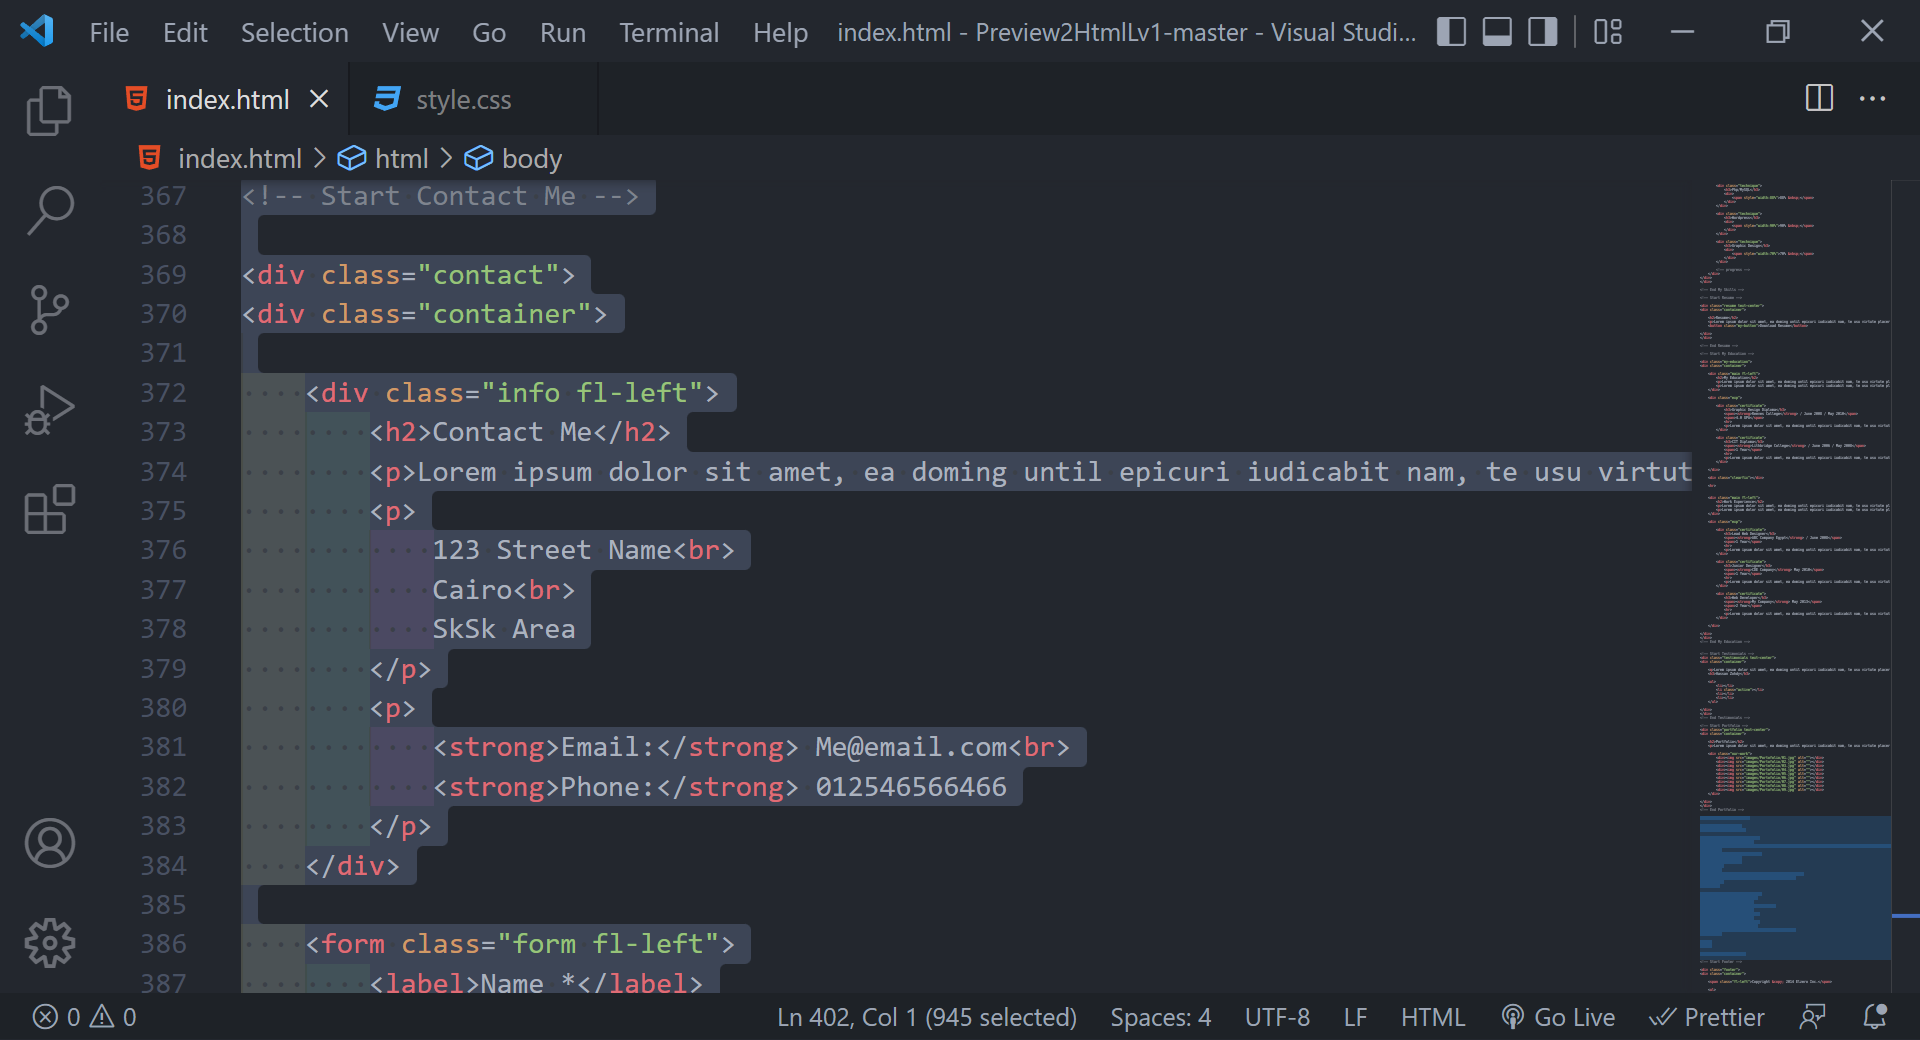 File Edit Selection View Go Run Terminal Help index.html - Preview2HtmlLv1-master - Visual Studi...
index.html style.css
index.html > html > body
367 <!-- Start Contact Me -->
368
369 <div class="contact">
370 <div class="container">
371
372 <div class="info fl-left">
373 <h2>Contact Me</h2>
374 <p>Lorem ipsum dolor sit amet, ea doming until epicuri iudicabit nam, te usu virtut
375 <p>
376 123 Street Name<br>
377 Cairo<br>
378 SkSk Area
379 </p>
380 <p>
381 <strong>Email:</strong> Me@email.com<br>
382 <strong>Phone:</strong> 012546566466
383 </p>
384 </div>
385
386 <form class="form fl-left">
387 <label>Name *</label>
0 0 Ln 402, Col 1 (945 selected) Spaces: 4 UTF-8 LF HTML Go Live Prettier